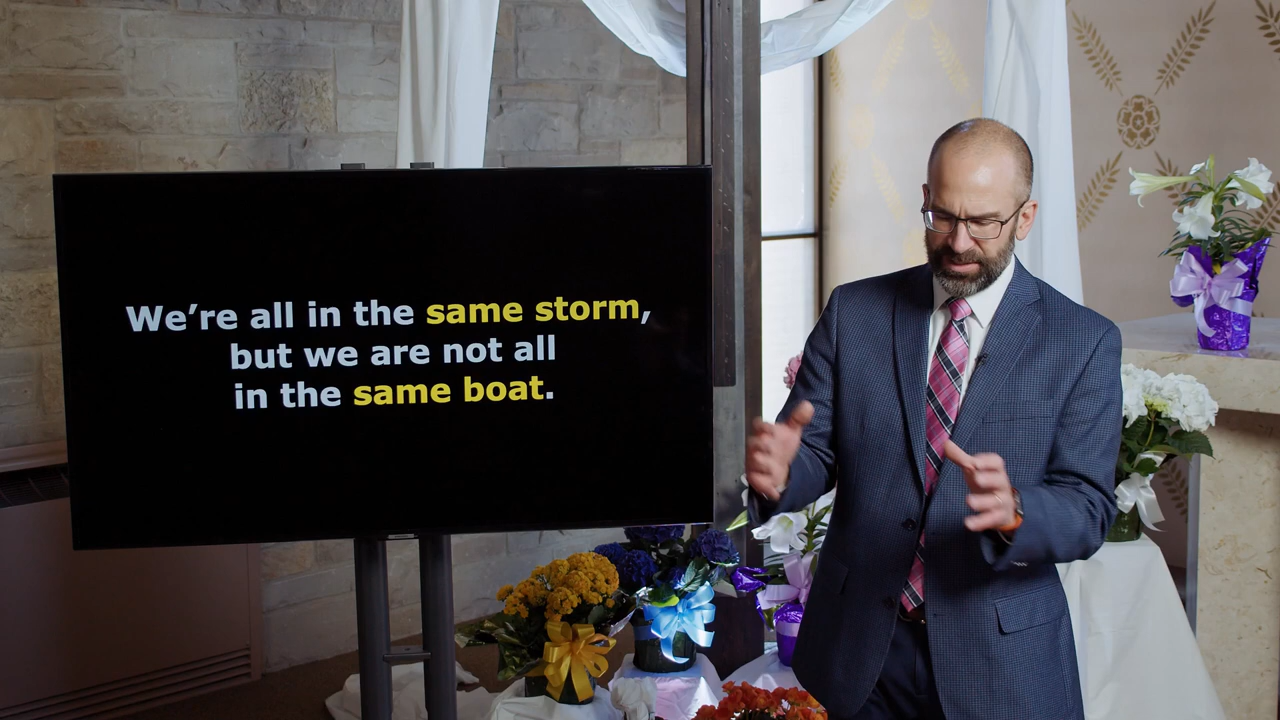 We’re all in the same storm,
but we are not all
in the same boat.